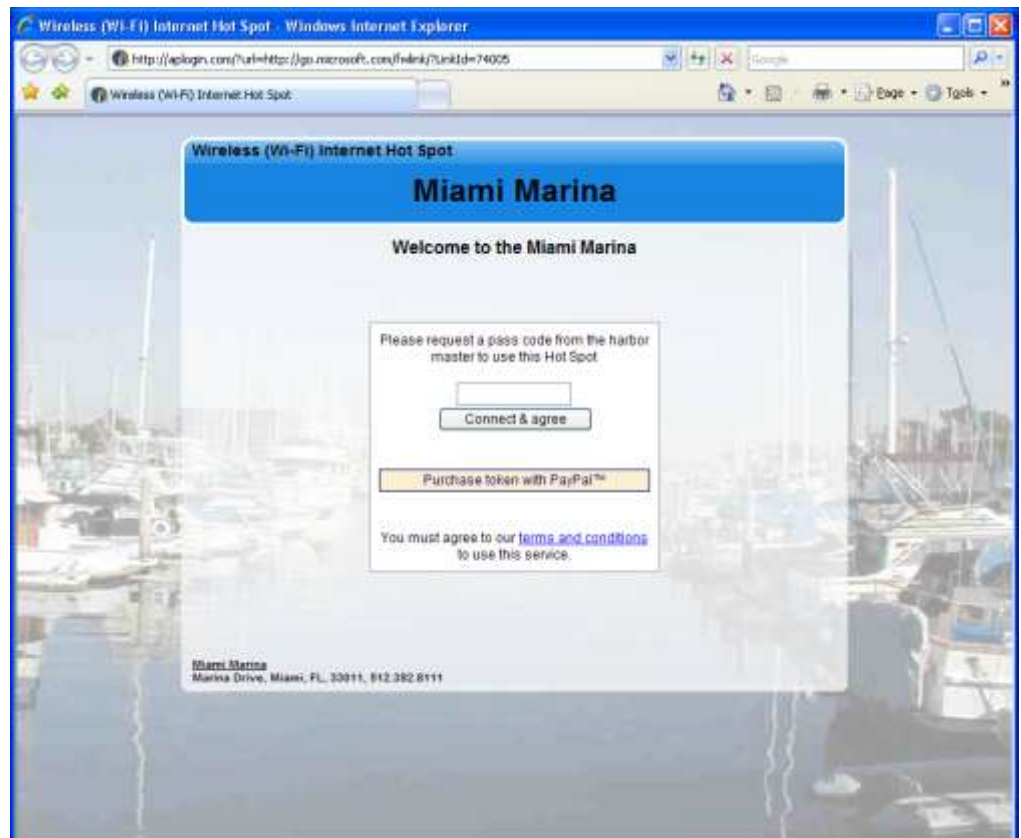 Wireless (Wi-Fi) Internet Hot Spot - Windows Internet Explorer
http://aplogin.com/?url=http://go.microsoft.com/fwlink/?LinkId=74005
Google
Wireless (Wi-Fi) Internet Hot Spot
Page
Tools
Wireless (Wi-Fi) Internet Hot Spot
Miami Marina
Welcome to the Miami Marina
Please request a pass code from the harbor
master to use this Hot Spot
Connect & agree
Purchase token with PayPal™
You must agree to our terms and conditions
to use this service.
Miami Marina
Marina Drive, Miami, FL, 33011, 512.382.8111